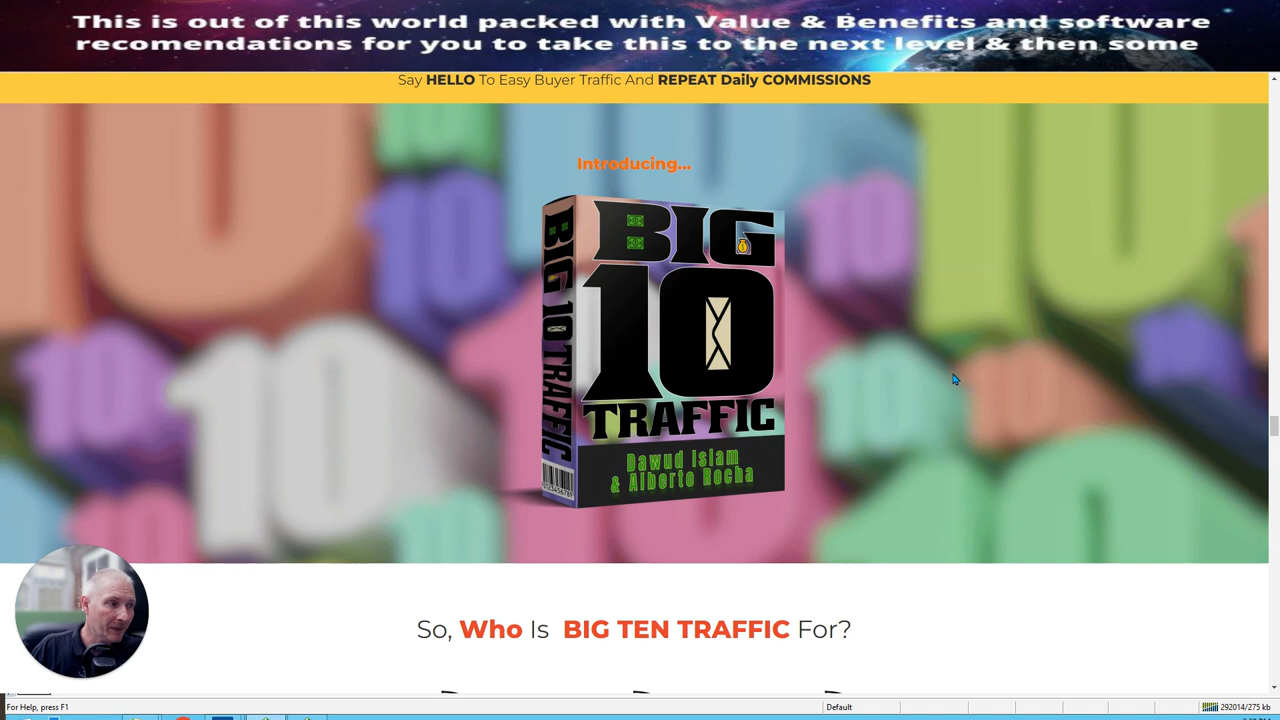 This is out of this world packed with Value & Benefits and software
recomendations for you to take this to the next level & then some
Say HELLO To Easy Buyer Traffic And REPEAT Daily COMMISSIONS
Introducing...
BIG
10
TRAFFIC
Dawud Islam
& Alberto Rocha
BIG 10 TRAFFIC
So, Who Is BIG TEN TRAFFIC For?
For Help, press F1
Default
292014/275 kb